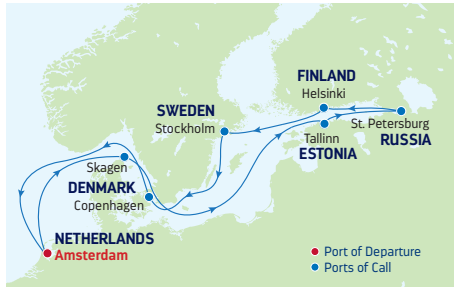 FINLAND
Helsinki
SWEDEN
Stockholm
St. Petersburg
RUSSIA
Tallinn
ESTONIA
Skagen
DENMARK
Copenhagen
NETHERLANDS
Amsterdam
Port of Departure
Ports of Call